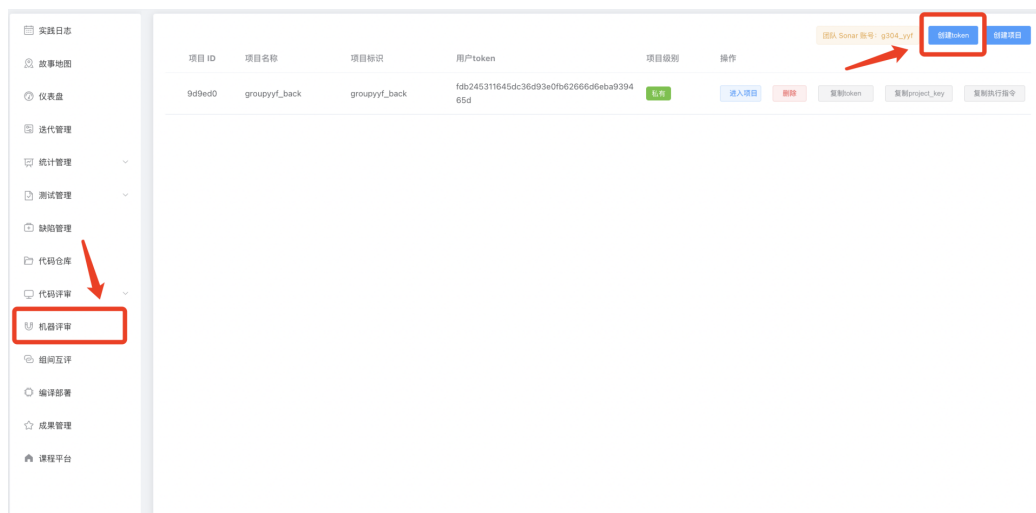 实践日志
故事地图
仪表盘
迭代管理
统计管理
测试管理
缺陷管理
代码仓库
代码评审
机器评审
组间互评
编译部署
成果管理
课程平台
团队 Sonar 账号：g304_yyf 创建token 创建项目
项目 ID 项目名称 项目标识 用户token 项目级别 操作
9d9ed0 groupyyf_back groupyyf_back fdb245311645dc36d93e0fb62666d6eba9394
65d 私有 进入项目 删除 复制token 复制project_key 复制执行指令